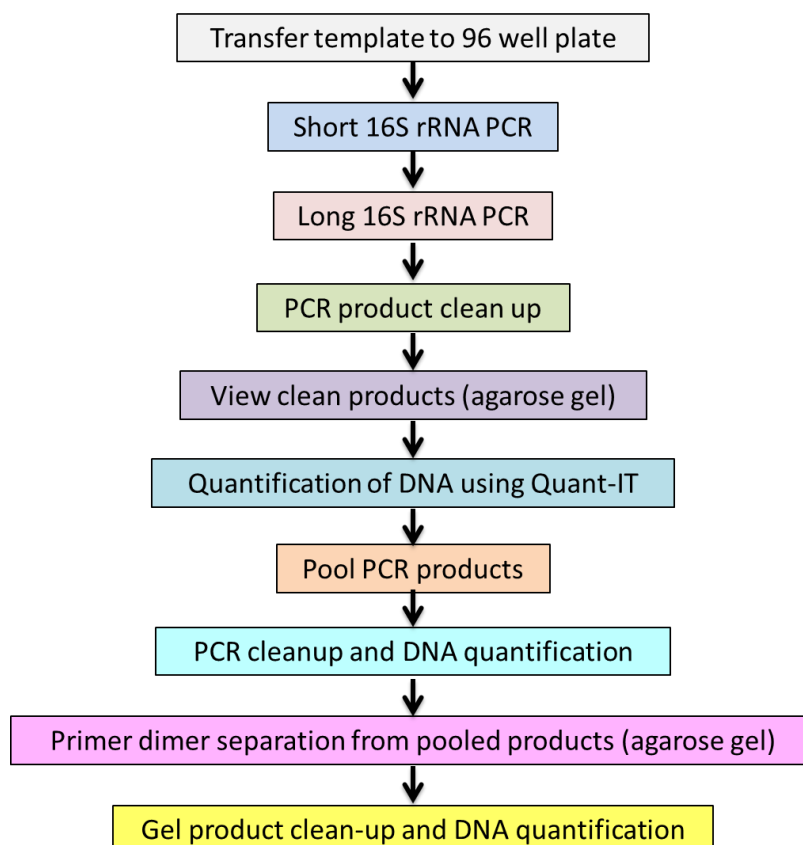 Transfer template to 96 well plate
Short 16S rRNA PCR
Long 16S rRNA PCR
PCR product clean up
View clean products (agarose gel)
Quantification of DNA using Quant-IT
Pool PCR products
PCR cleanup and DNA quantification
Primer dimer separation from pooled products (agarose gel)
Gel product clean-up and DNA quantification